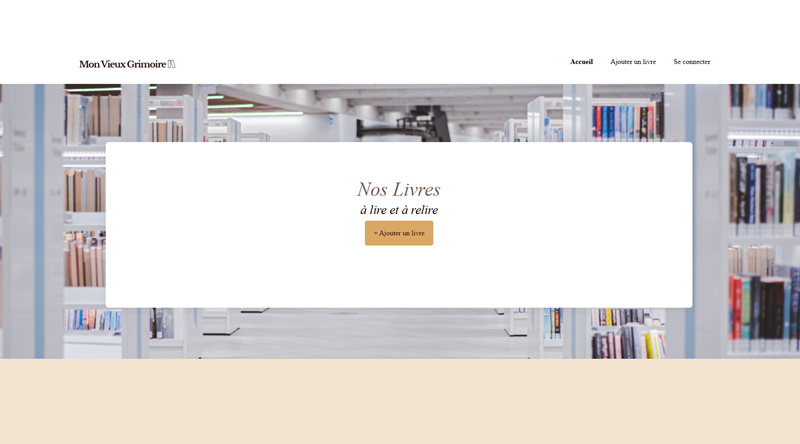 Mon Vieux Grimoire
Accueil
Ajouter un livre
Se connecter
Nos Livres
à lire et à relire
+ Ajouter un livre